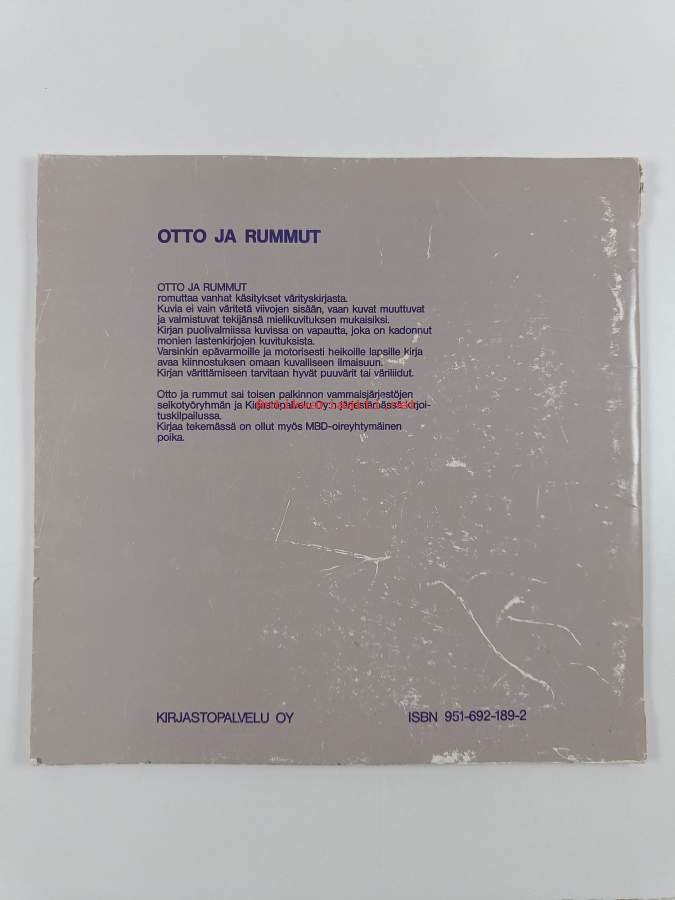 OTTO JA RUMMUT
OTTO JA RUMMUT
romuttaa vanhat käsitykset värityskirjasta.
Kuvia ei vain väritetä viivojen sisään, vaan kuvat muuttuvat
ja valmistuvat tekijänsä mielikuvituksen mukaisiksi.
Kirjan puolivalmiissa kuvissa on vapautta, joka on kadonnut
monien lastenkirjojen kuvituksista.
Varsinkin epävarmoille ja motorisesti heikoille lapsille kirja
avaa kiinnostuksen omaan kuvalliseen ilmaisuun.
Kirjan värittämiseen tarvitaan hyvät puuvärit tai väriliidut.
Otto ja rummut sai toisen palkinnon vammaisjärjestöjen
selkotyöryhmän ja Kirjastopalvelu Oy:n järjestämässä kirjoi-
tuskilpailussa.
Kirjaa tekemässä on ollut myös MBD-oireyhtymäinen
poika.
KIRJASTOPALVELU OY
ISBN 951-692-189-2